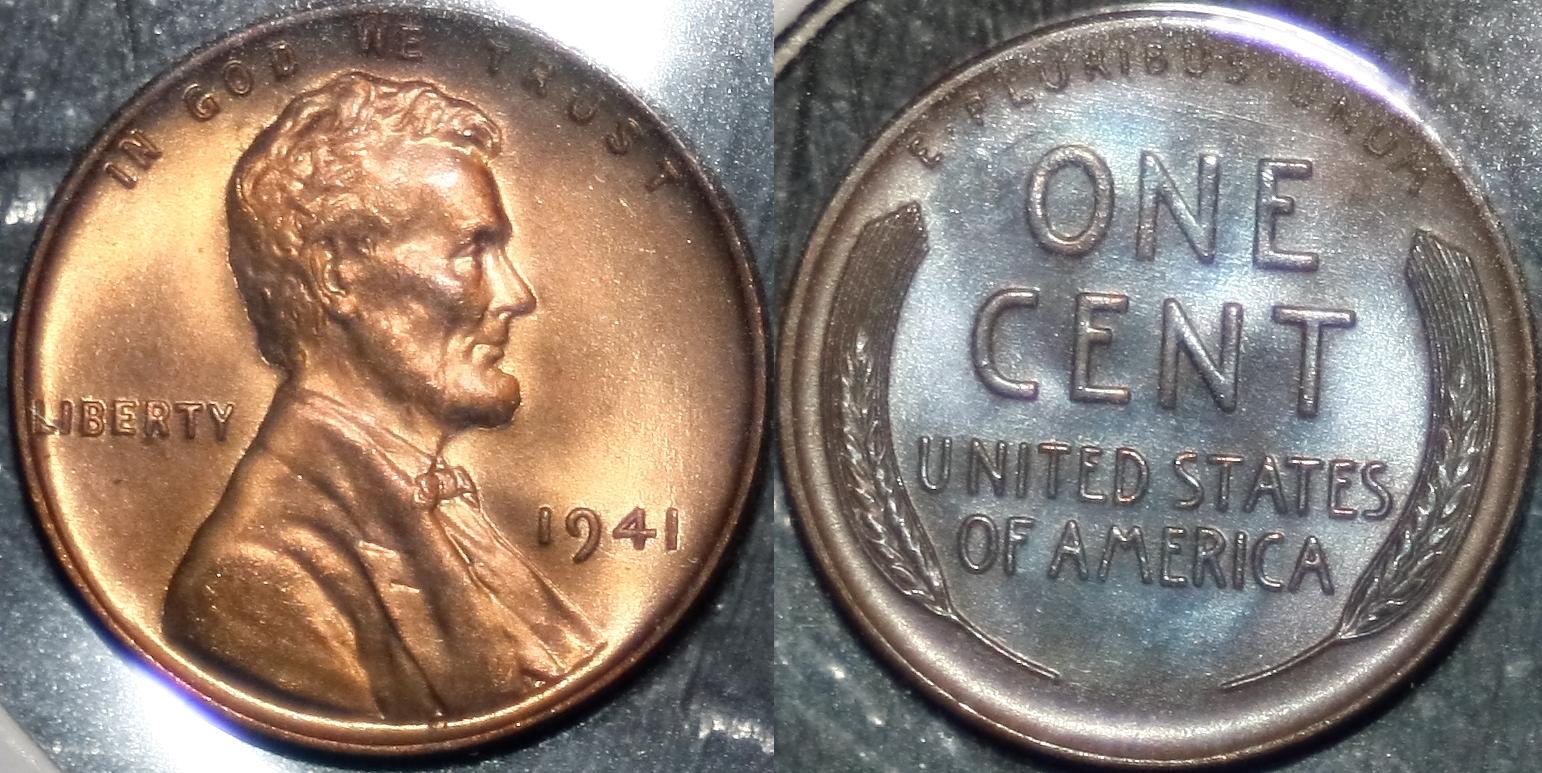 IN GOD WE TRUST
LIBERTY
1941
E·PLURIBUS·UNUM
ONE
CENT
UNITED STATES
OF AMERICA